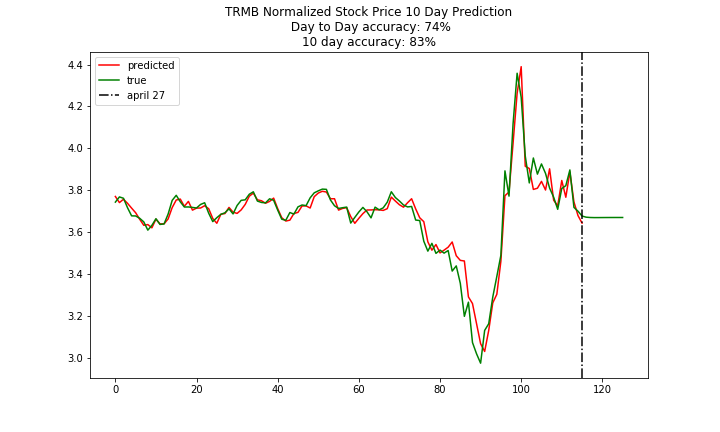 TRMB Normalized Stock Price 10 Day Prediction
Day to Day accuracy: 74%
10 day accuracy: 83%
predicted
true
april 27
4.4
4.2
4.0
3.8
3.6
3.4
3.2
3.0
0 20 40 60 80 100 120